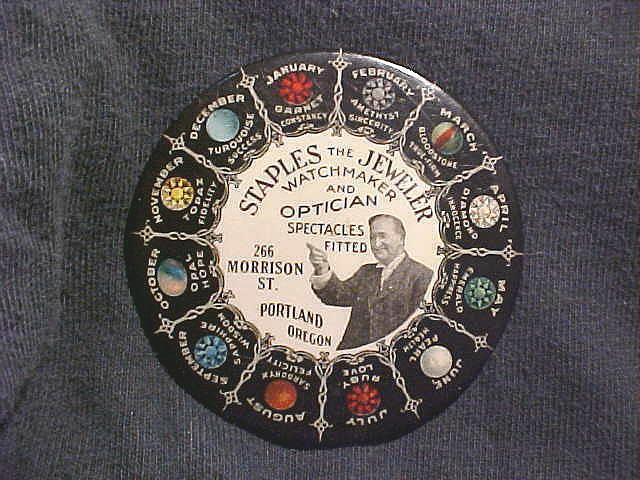 STAPLES THE JEWELER
WATCHMAKER
AND
OPTICIAN
SPECTACLES
FITTED
266
MORRISON
ST.
PORTLAND
OREGON
JANUARY
GARNET
CONSTANCY
FEBRUARY
AMETHYST
SINCERITY
MARCH
BLOODSTONE
APRIL
DIAMOND
INNOCENCE
MAY
EMERALD
HAPPINESS
JUNE
PEARL
HEALTH
JULY
RUBY
LOVE
AUGUST
SARDONYX
FELICITY
SEPTEMBER
SAPPHIRE
WISDOM
OCTOBER
OPAL
HOPE
NOVEMBER
TOPAZ
FIDELITY
DECEMBER
TURQUOISE
SUCCESS